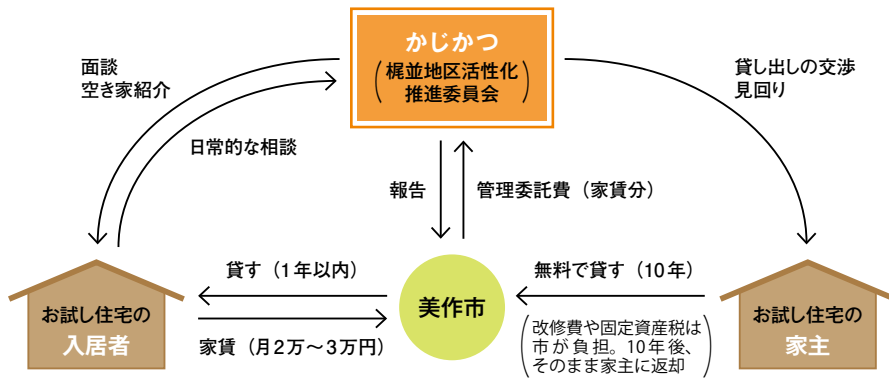 かじかつ
（梶並地区活性化
推進委員会）
面談
空き家紹介
日常的な相談
貸し出しの交渉
見回り
報告
管理委託費（家賃分）
貸す（1年以内）
家賃（月2万～3万円）
美作市
無料で貸す（10年）
（改修費や固定資産税は
市が負担。10年後、
そのまま家主に返却）
お試し住宅の
入居者
お試し住宅の
家主